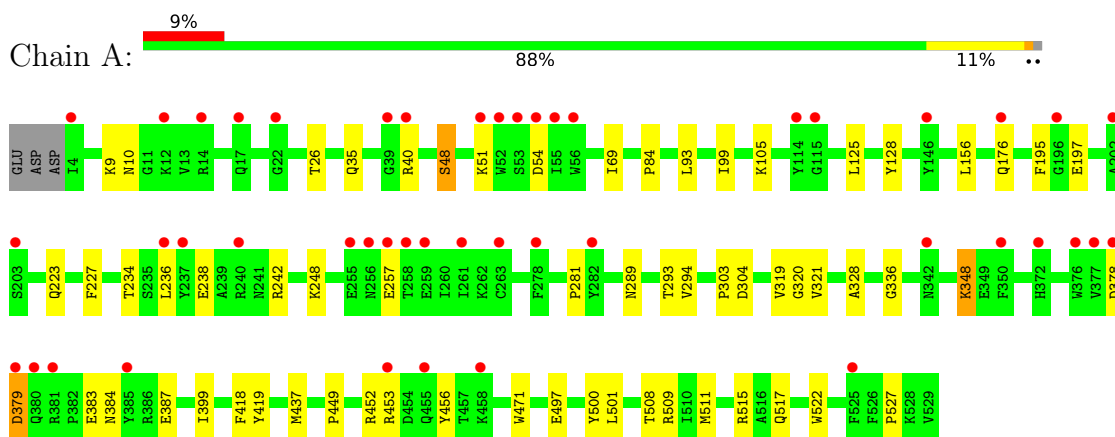 9%
Chain A:
88% 11% ••
GLU ASP ASP I4 K9 N10 G11 K12 V13 R14 Q17 G22 T26 Q35 G39 R40 S48 K51 W52 S53 D54 I55 W56 I69 P84 L93 I99 K105 Y114 G115 L125 Y128 Y146 L156 Q176 F195 G196 E197
S203 Q223 F227 T234 S235 L236 Y237 E238 A239 R240 N241 R242 K248 E255 N256 E257 T258 E259 I260 I261 K262 C263 F278 P281 Y282 N289 T293 V294 P303 D304 V319 G320 V321 A328 G336 N342 K348 E349 F350 H372 W376 V377 D378
D379 Q380 R381 P382 E383 N384 Y385 R386 E387 I399 F418 Y419 M437 P449 R452 R453 D454 Q455 Y456 T457 K458 W471 E497 Y500 L501 T508 R509 I510 M511 R515 A516 Q517 W522 F525 F526 P527 K528 V529